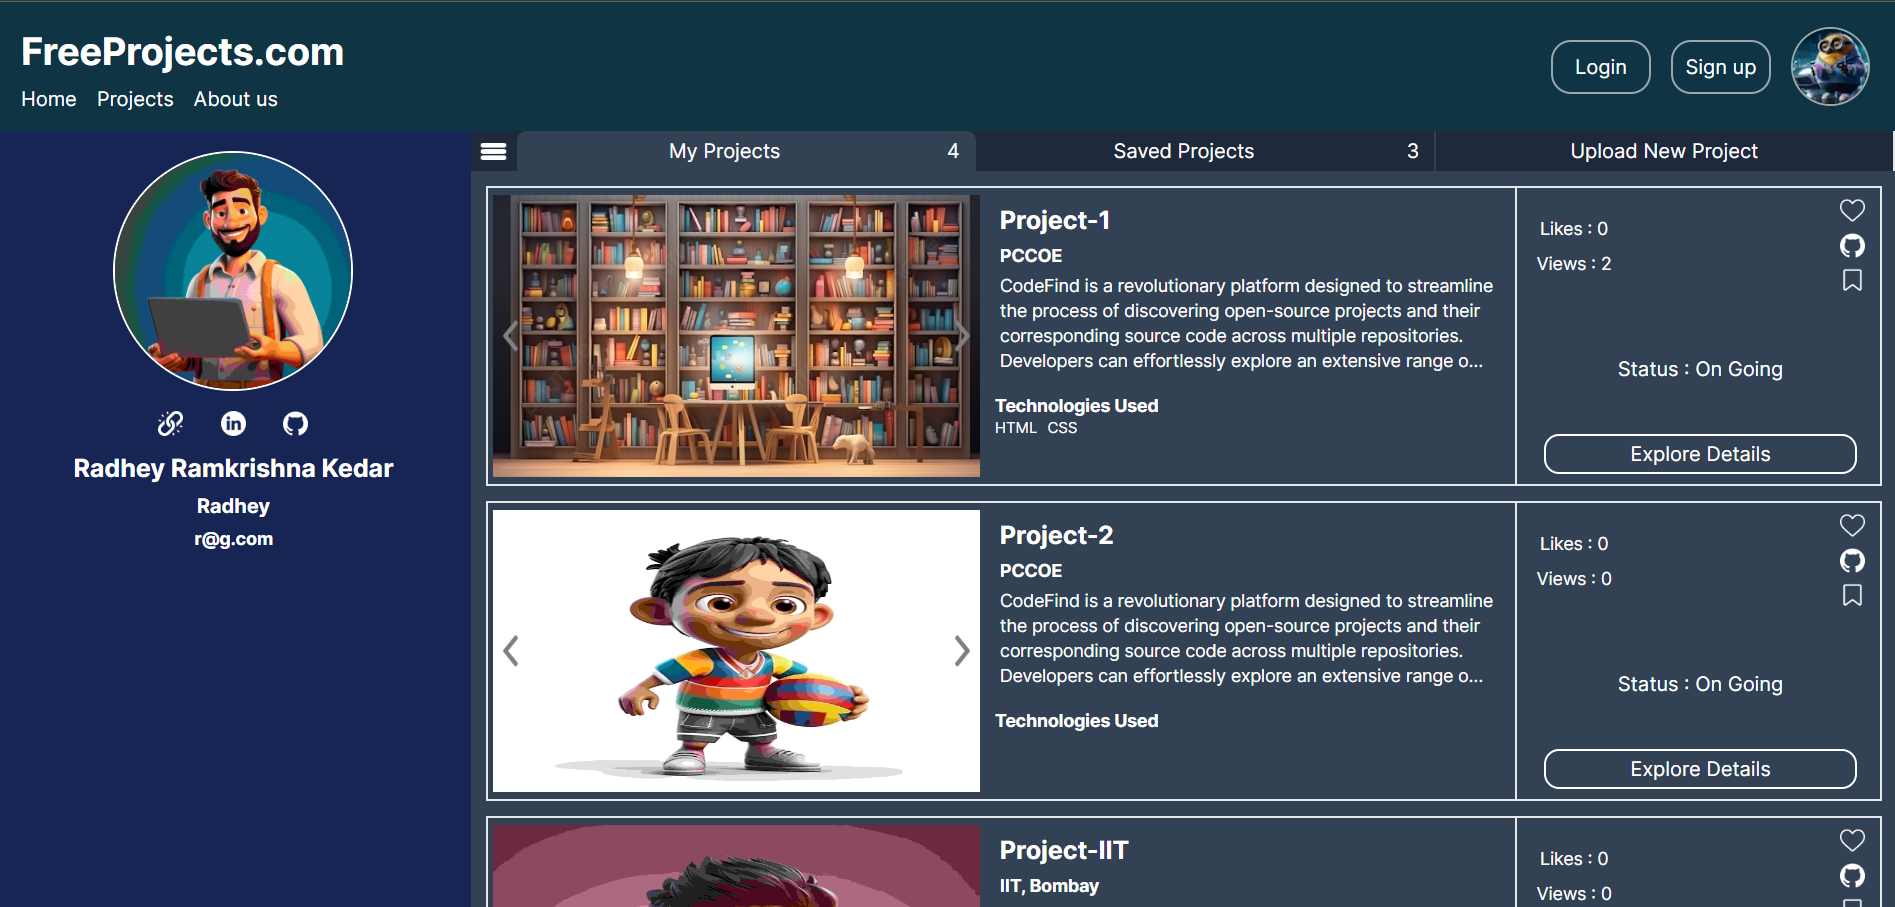 FreeProjects.com
Home Projects About us
Login
Sign up
Radhey Ramkrishna Kedar
Radhey
r@g.com
My Projects 4
Saved Projects 3
Upload New Project
Project-1
PCCOE
CodeFind is a revolutionary platform designed to streamline
the process of discovering open-source projects and their
corresponding source code across multiple repositories.
Developers can effortlessly explore an extensive range o...
Technologies Used
HTML CSS
Likes : 0
Views : 2
Status : On Going
Explore Details
Project-2
PCCOE
CodeFind is a revolutionary platform designed to streamline
the process of discovering open-source projects and their
corresponding source code across multiple repositories.
Developers can effortlessly explore an extensive range o...
Technologies Used
Likes : 0
Views : 0
Status : On Going
Explore Details
Project-IIT
IIT, Bombay
Likes : 0
Views : 0